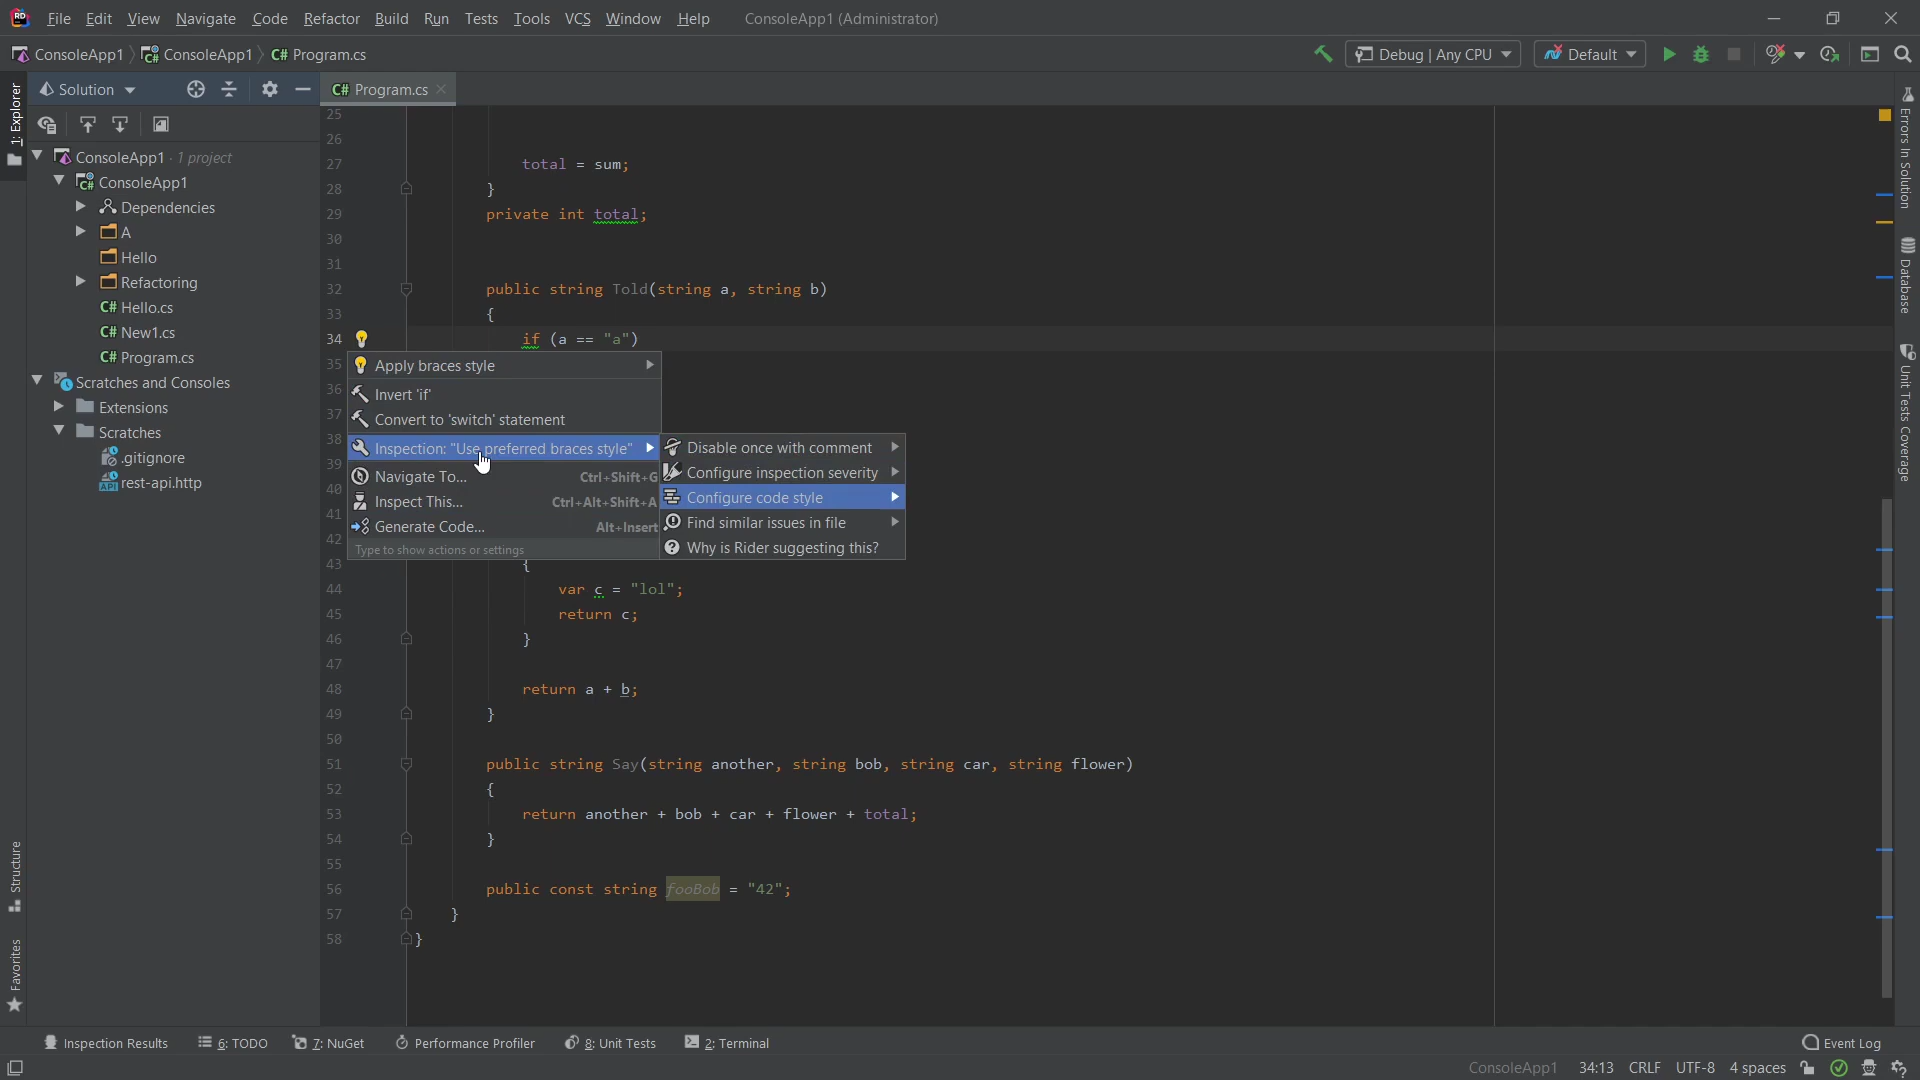 RD File Edit View Navigate Code Refactor Build Run Tests Tools VCS Window Help ConsoleApp1 (Administrator)
ConsoleApp1 C# ConsoleApp1 C# Program.cs Debug | Any CPU Default
Solution
C# Program.cs
1: Explorer
ConsoleApp1 · 1 project
C# ConsoleApp1
Dependencies
A
Hello
Refactoring
C# Hello.cs
C# New1.cs
C# Program.cs
Scratches and Consoles
Extensions
Scratches
.gitignore
API rest-api.http
Structure
Favorites
25
26
27 total = sum;
28 }
29 private int total;
30
31
32 public string Told(string a, string b)
33 {
34 if (a == "a")
35
36
37
38
39
40
41
42
43 {
44 var c = "lol";
45 return c;
46 }
47
48 return a + b;
49 }
50
51 public string Say(string another, string bob, string car, string flower)
52 {
53 return another + bob + car + flower + total;
54 }
55
56 public const string fooBob = "42";
57 }
58 }
Apply braces style
Invert 'if'
Convert to 'switch' statement
Inspection: "Use preferred braces style"
Navigate To... Ctrl+Shift+G
Inspect This... Ctrl+Alt+Shift+A
Generate Code... Alt+Insert
Type to show actions or settings
Disable once with comment
Configure inspection severity
Configure code style
Find similar issues in file
Why is Rider suggesting this?
Errors In Solution
Database
Unit Tests Coverage
Inspection Results 6: TODO 7: NuGet Performance Profiler 8: Unit Tests 2: Terminal Event Log
ConsoleApp1 34:13 CRLF UTF-8 4 spaces